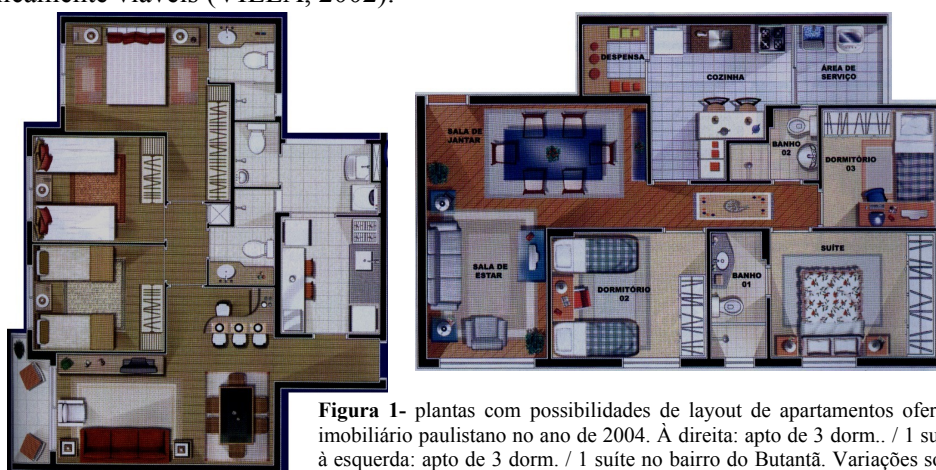 (VILLA, 2002).
DESPENSA
COZINHA
ÁREA DE
SERVIÇO
SALA DE
JANTAR
BANHO
02
DORMITÓRIO
03
SALA DE
ESTAR
DORMITÓRIO
02
BANHO
01
SUÍTE
Figura 1- plantas com possibilidades de layout de apartamentos ofer
imobiliário paulistano no ano de 2004. À direita: apto de 3 dorm.. / 1 su
à esquerda: apto de 3 dorm. / 1 suíte no bairro do Butantã. Variações so